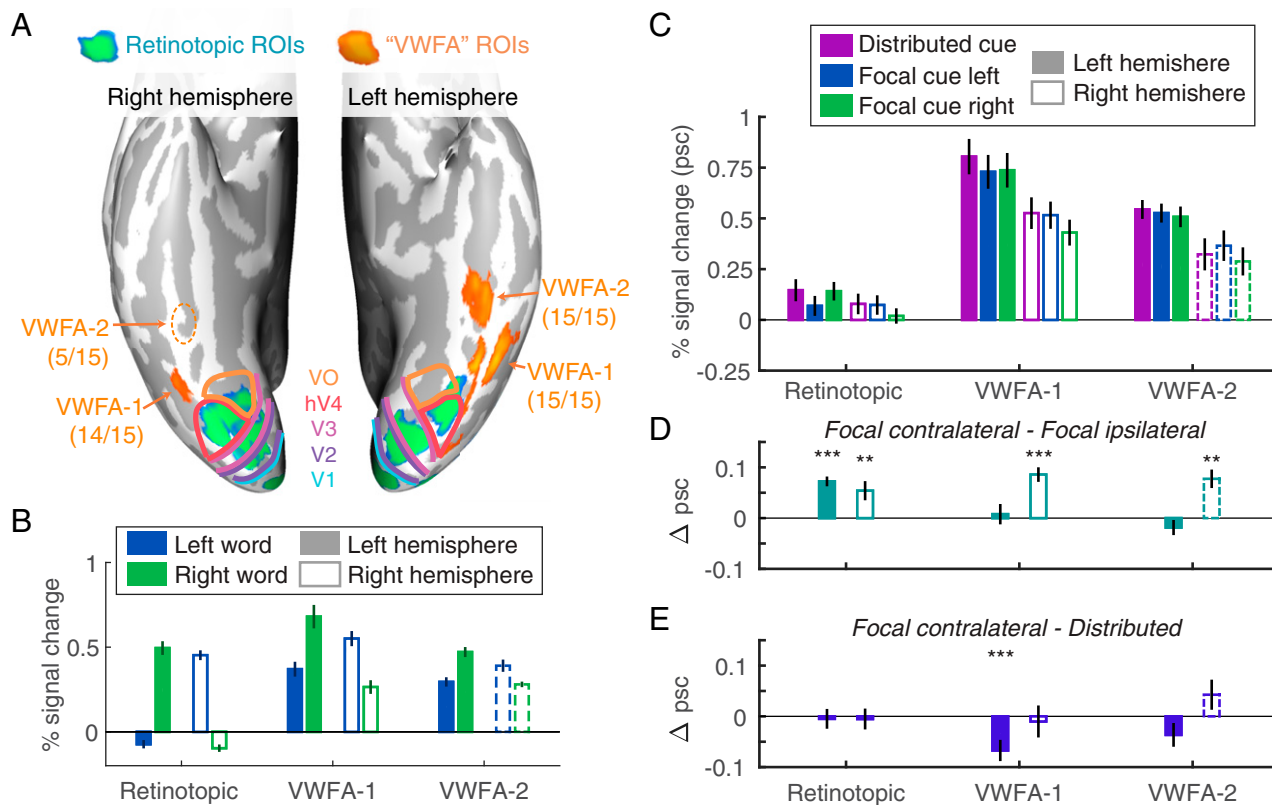 A
Retinotopic ROIs
“VWFA” ROIs
Right hemisphere
Left hemisphere
VWFA-2
(5/15)
VWFA-1
(14/15)
VWFA-2
(15/15)
VWFA-1
(15/15)
VO
hV4
V3
V2
V1
B
Left word
Left hemisphere
Right word
Right hemisphere
% signal change
1
0.5
0
Retinotopic
VWFA-1
VWFA-2
C
Distributed cue
Focal cue left
Focal cue right
Left hemishere
Right hemishere
% signal change (psc)
0.75
0.5
0.25
0
-0.25
Retinotopic
VWFA-1
VWFA-2
D
Focal contralateral - Focal ipsilateral
*** ** *** **
Δ psc
0.1
0
-0.1
E
Focal contralateral - Distributed
***
Δ psc
0.1
0
-0.1
Retinotopic
VWFA-1
VWFA-2